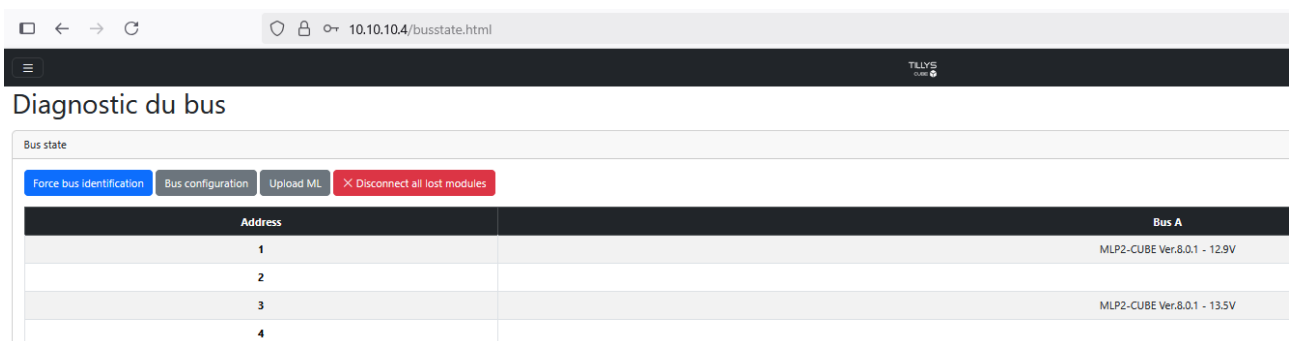 10.10.10.4/busstate.html
TILLYS
CUBE
Diagnostic du bus
Bus state
Force bus identification Bus configuration Upload ML × Disconnect all lost modules
Address Bus A
1 MLP2-CUBE Ver.8.0.1 - 12.9V
2
3 MLP2-CUBE Ver.8.0.1 - 13.5V
4